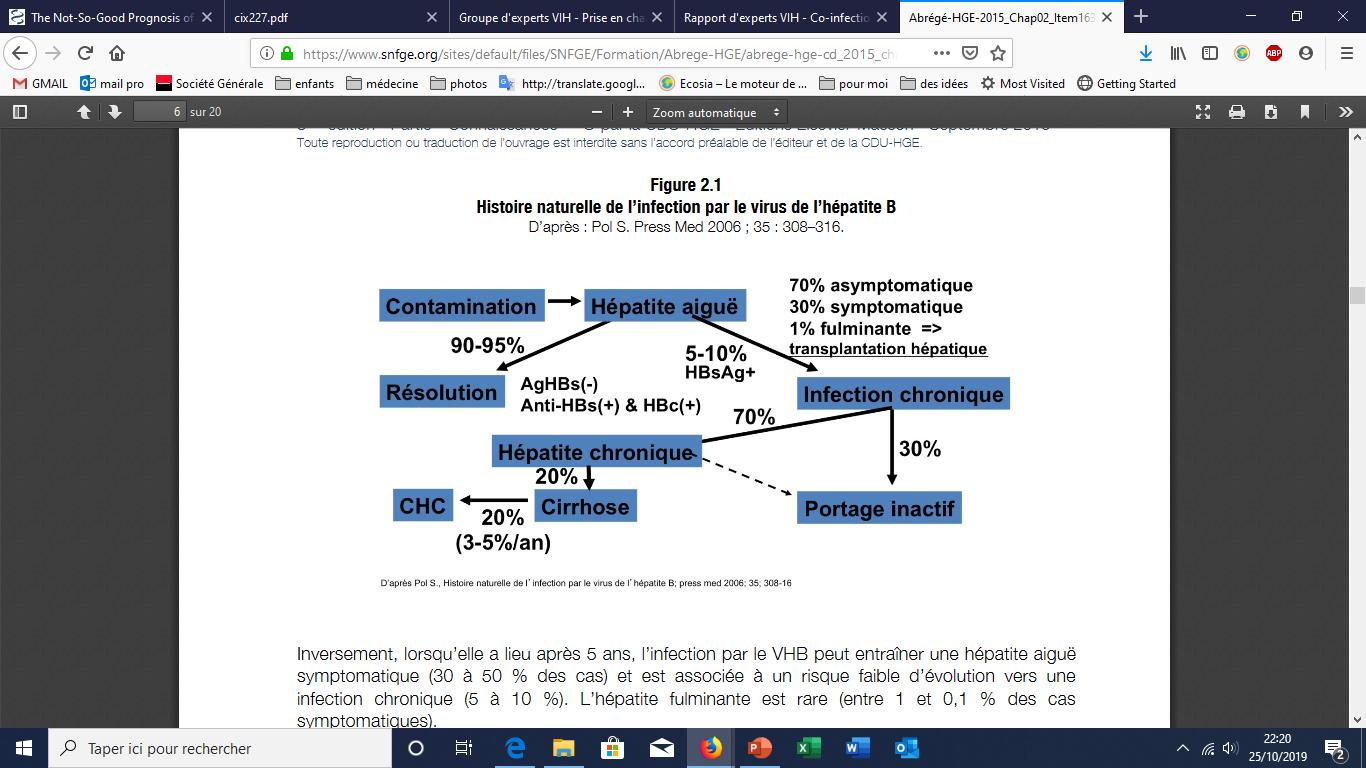 The Not-So-Good Prognosis of
cix227.pdf
Groupe d'experts VIH - Prise en cha
Rapport d'experts VIH - Co-infectio
Abrégé-HGE-2015_Chap02_Item163
https://www.snfge.org/sites/default/files/SNFGE/Formation/Abrege-HGE/abrege-hge-cd_2015_ch
GMAIL
mail pro
Société Générale
enfants
médecine
photos
http://translate.googl...
Ecosia – Le moteur de ...
pour moi
des idées
Most Visited
Getting Started
6 sur 20
Zoom automatique
Toute reproduction ou traduction de l'ouvrage est interdite sans l'accord préalable de l'éditeur et de la CDU-HGE.
Figure 2.1
Histoire naturelle de l'infection par le virus de l'hépatite B
D'après : Pol S. Press Med 2006 ; 35 : 308–316.
Contamination
Hépatite aiguë
70% asymptomatique
30% symptomatique
1% fulminante =>
transplantation hépatique
90-95%
5-10%
HBsAg+
Résolution
AgHBs(-)
Anti-HBs(+) & HBc(+)
Infection chronique
70%
30%
Hépatite chronique
20%
CHC
Cirrhose
Portage inactif
20%
(3-5%/an)
D'après Pol S., Histoire naturelle de l'infection par le virus de l'hépatite B; press med 2006; 35; 308-16
Inversement, lorsqu'elle a lieu après 5 ans, l'infection par le VHB peut entraîner une hépatite aiguë
symptomatique (30 à 50 % des cas) et est associée à un risque faible d'évolution vers une
infection chronique (5 à 10 %). L'hépatite fulminante est rare (entre 1 et 0,1 % des cas
symptomatiques).
Taper ici pour rechercher
22:20
25/10/2019
2